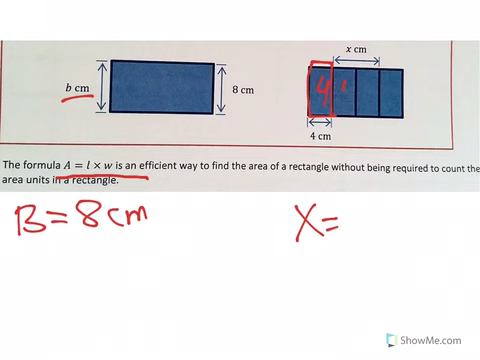 x cm
b cm
8 cm
4
4 cm
The formula A = l × w is an efficient way to find the area of a rectangle without being required to count the
area units in a rectangle.
B = 8 cm
X =
ShowMe.com